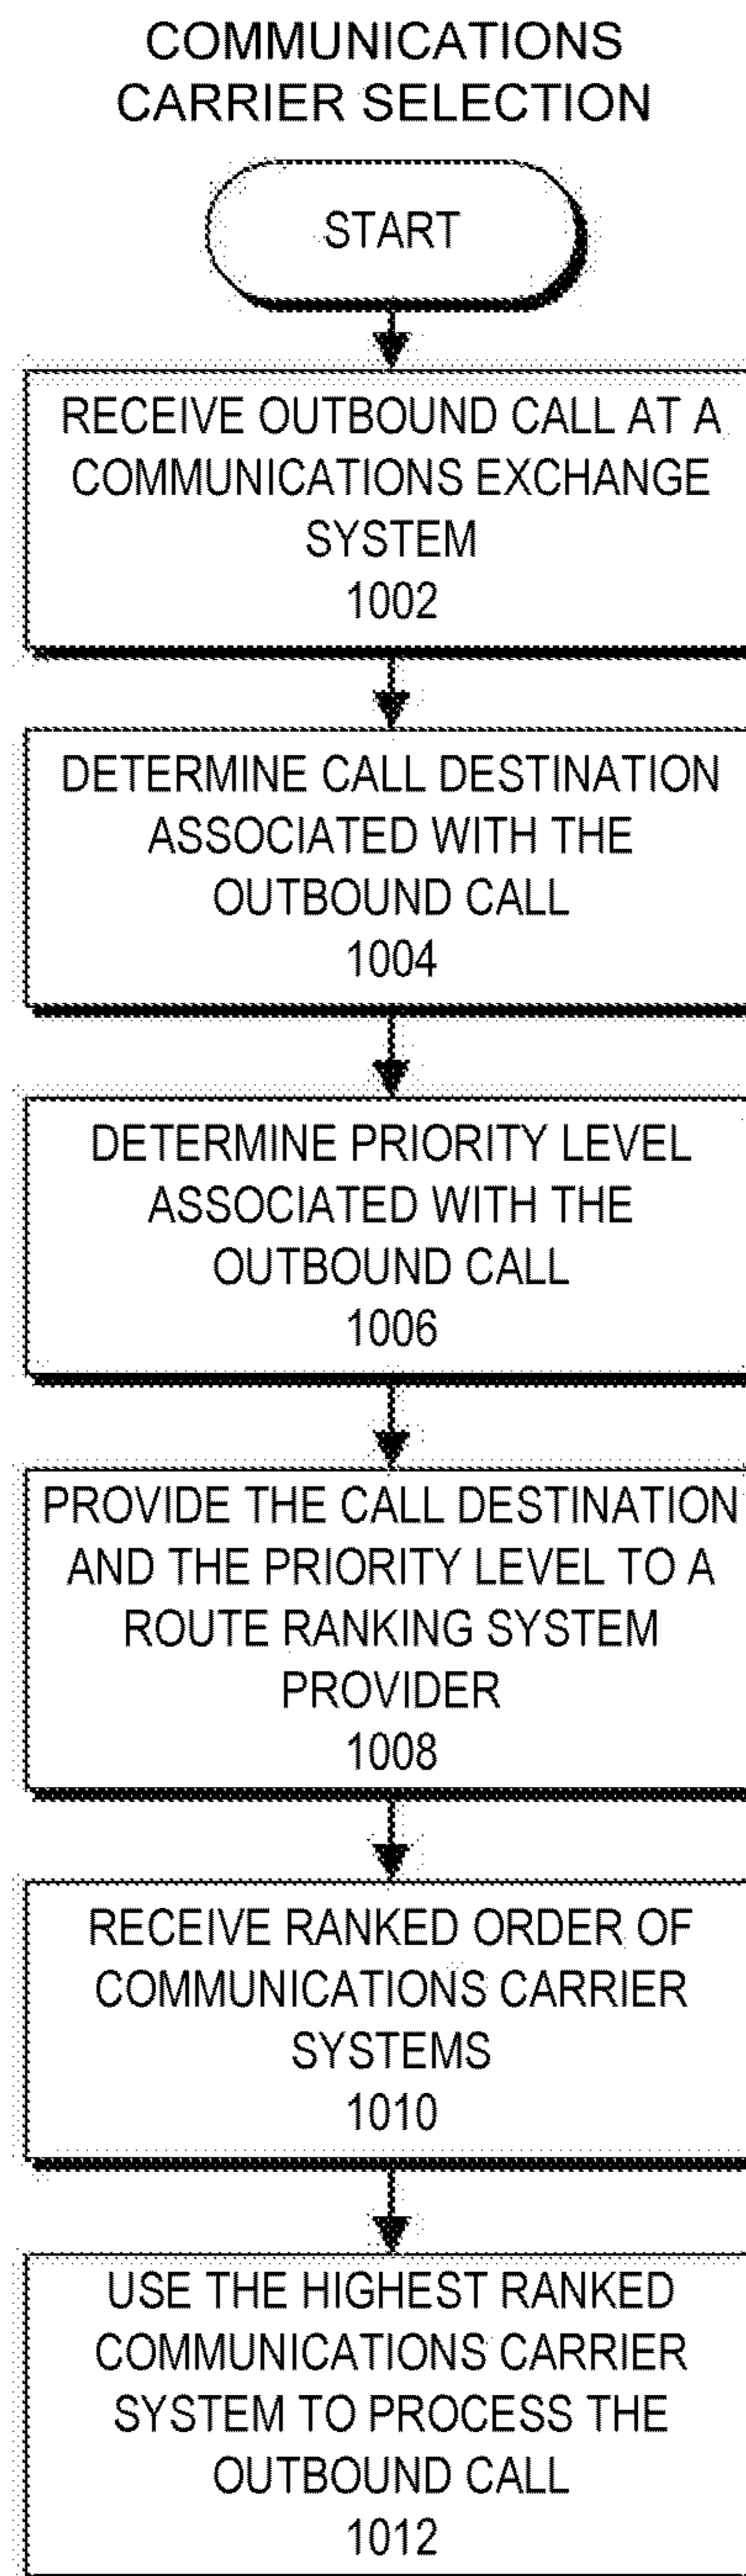 COMMUNICATIONS
CARRIER SELECTION
START
RECEIVE OUTBOUND CALL AT A
COMMUNICATIONS EXCHANGE
SYSTEM
1002
DETERMINE CALL DESTINATION
ASSOCIATED WITH THE
OUTBOUND CALL
1004
DETERMINE PRIORITY LEVEL
ASSOCIATED WITH THE
OUTBOUND CALL
1006
PROVIDE THE CALL DESTINATION
AND THE PRIORITY LEVEL TO A
ROUTE RANKING SYSTEM
PROVIDER
1008
RECEIVE RANKED ORDER OF
COMMUNICATIONS CARRIER
SYSTEMS
1010
USE THE HIGHEST RANKED
COMMUNICATIONS CARRIER
SYSTEM TO PROCESS THE
OUTBOUND CALL
1012